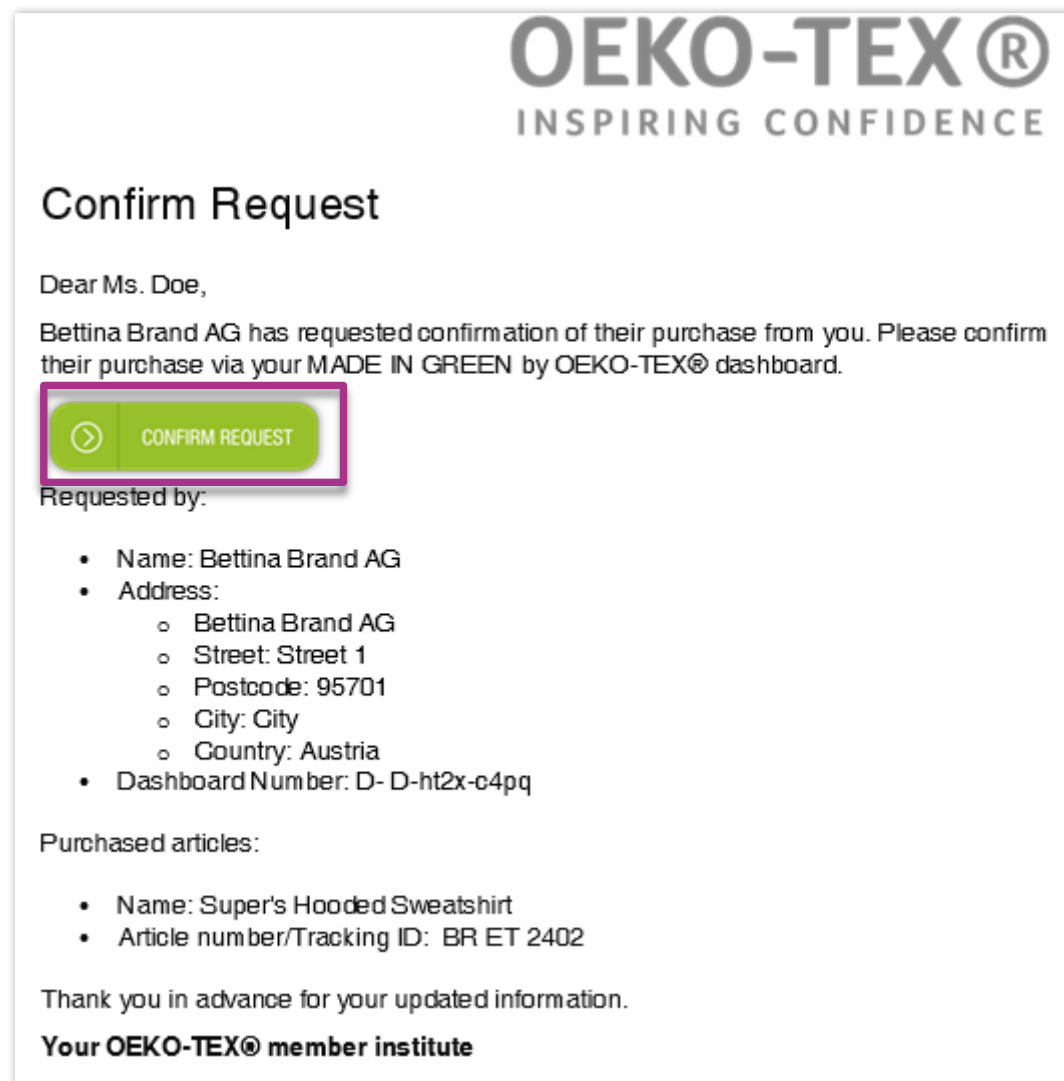 OEKO-TEX®
INSPIRING CONFIDENCE
Confirm Request
Dear Ms. Doe,
Bettina Brand AG has requested confirmation of their purchase from you. Please confirm
their purchase via your MADE IN GREEN by OEKO-TEX® dashboard.
CONFIRM REQUEST
Requested by:
• Name: Bettina Brand AG
• Address:
o Bettina Brand AG
o Street: Street 1
o Postcode: 95701
o City: City
o Country: Austria
• Dashboard Number: D- D-ht2x-c4pq
Purchased articles:
• Name: Super's Hooded Sweatshirt
• Article number/Tracking ID: BR ET 2402
Thank you in advance for your updated information.
Your OEKO-TEX® member institute